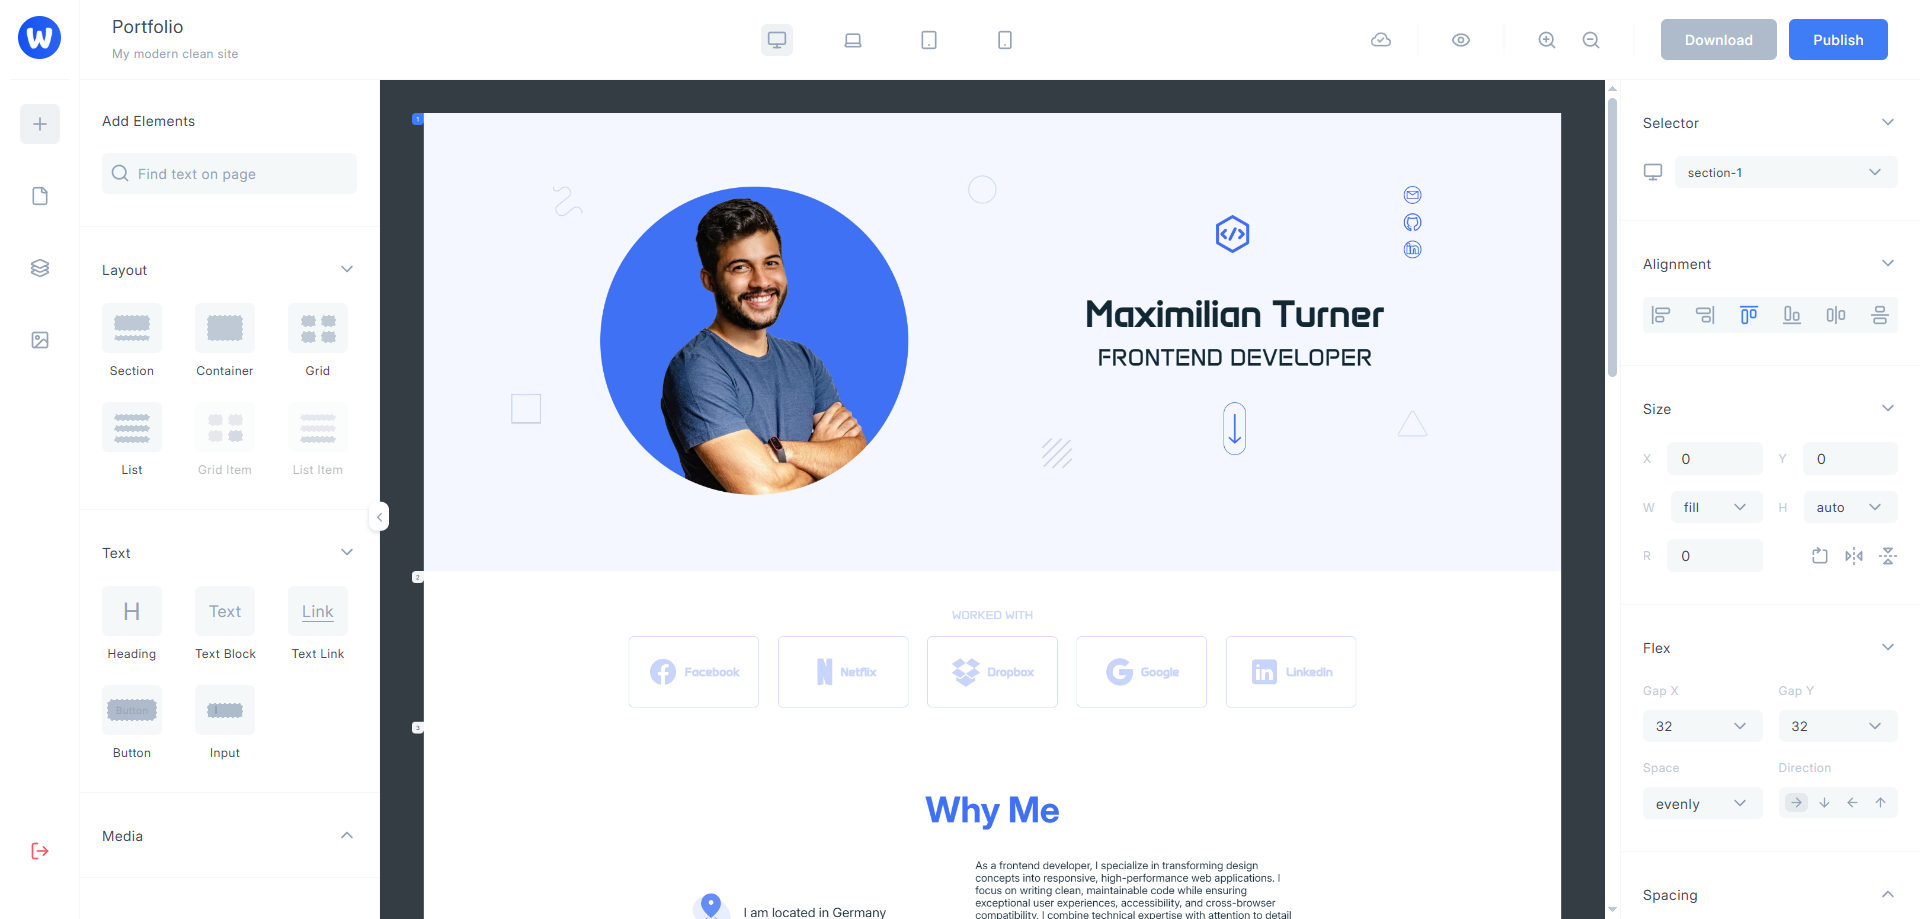 W
Portfolio
My modern clean site
Download
Publish
Add Elements
Find text on page
Layout
Section
Container
Grid
List
Grid Item
List Item
Text
H
Text
Link
Heading
Text Block
Text Link
Button
Button
Input
Media
1
Maximilian Turner
FRONTEND DEVELOPER
2
WORKED WITH
Facebook
Netflix
Dropbox
Google
LinkedIn
3
Why Me
I am located in Germany
As a frontend developer, I specialize in transforming design
concepts into responsive, high-performance web applications. I
focus on writing clean, maintainable code while ensuring
exceptional user experiences, accessibility, and cross-browser
compatibility. I combine technical expertise with attention to detail
Selector
section-1
Alignment
Size
X 0 Y 0
W fill H auto
R 0
Flex
Gap X Gap Y
32 32
Space Direction
evenly
Spacing